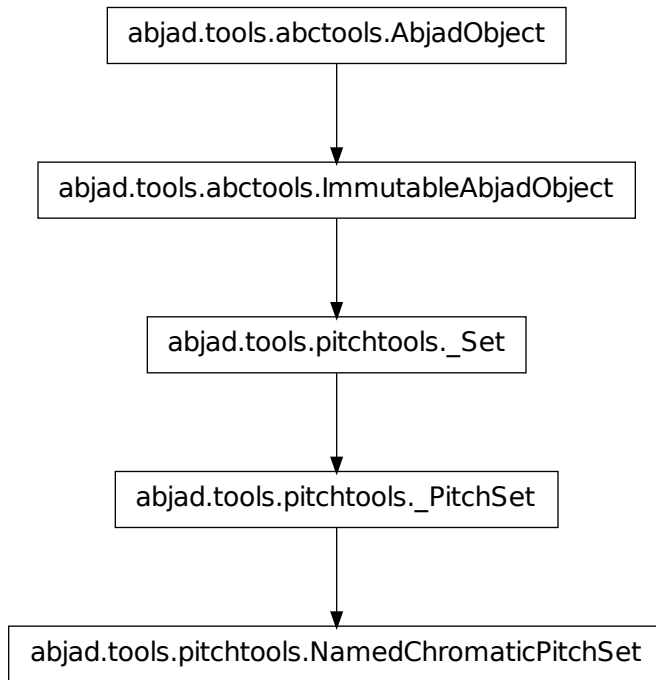 abjad.tools.abctools.AbjadObject
abjad.tools.abctools.ImmutableAbjadObject
abjad.tools.pitchtools._Set
abjad.tools.pitchtools._PitchSet
abjad.tools.pitchtools.NamedChromaticPitchSet